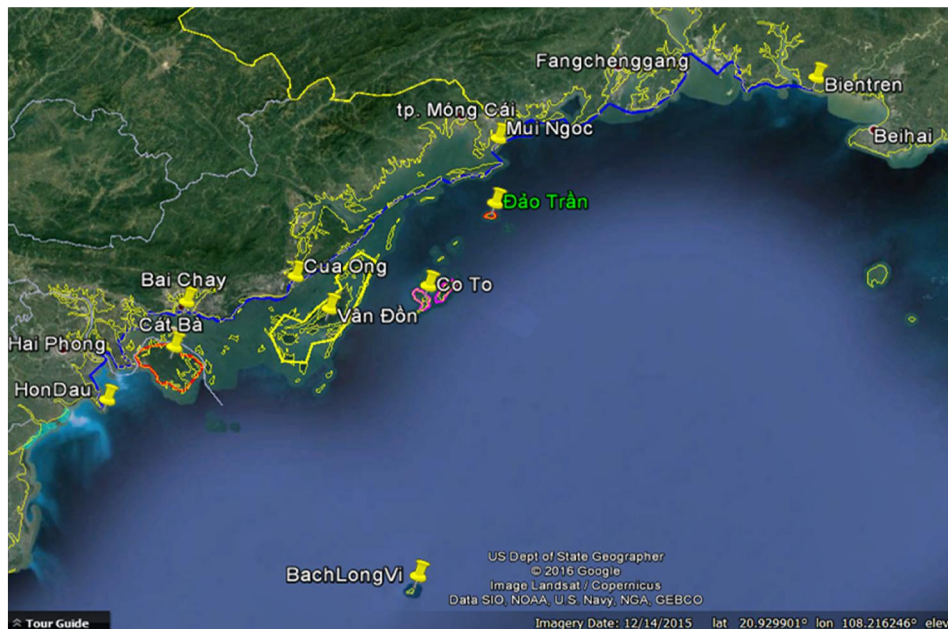 Fangchenggang
Bientren
tp. Móng Cái
Mui Ngoc
Beihai
Đảo Trần
Cua Ong
Bai Chay
Co To
Vân Đồn
Cát Bà
Hai Phong
HonDau
BachLongVi
US Dept of State Geographer
© 2016 Google
Image Landsat / Copernicus
Data SIO, NOAA, U.S. Navy, NGA, GEBCO
Tour Guide
Imagery Date: 12/14/2015 lat 20.929901° lon 108.216246° elev